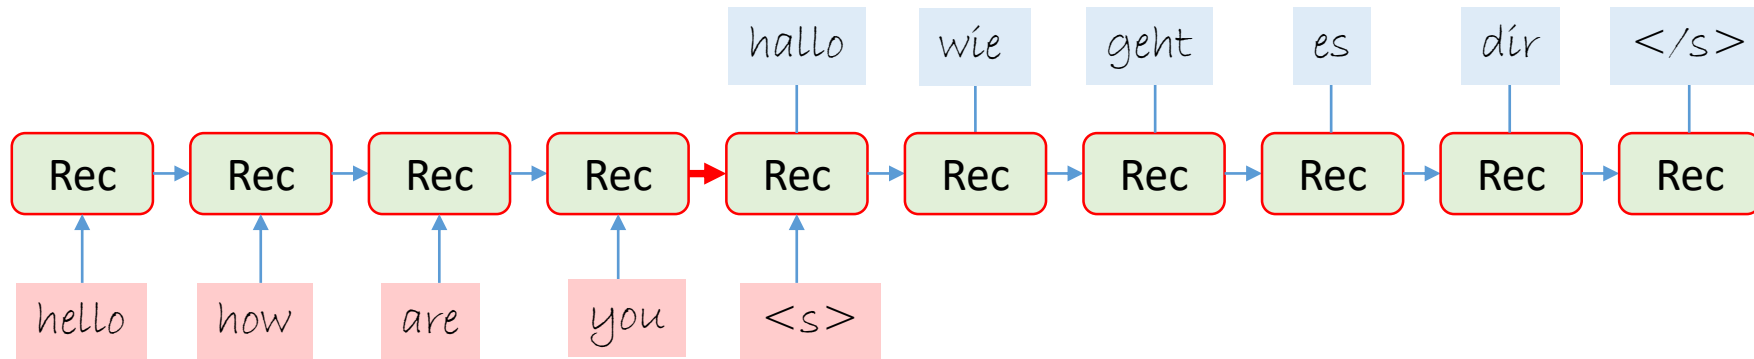 hallo wie geht es dir </s>
Rec Rec Rec Rec Rec Rec Rec Rec Rec Rec
hello how are you <s>